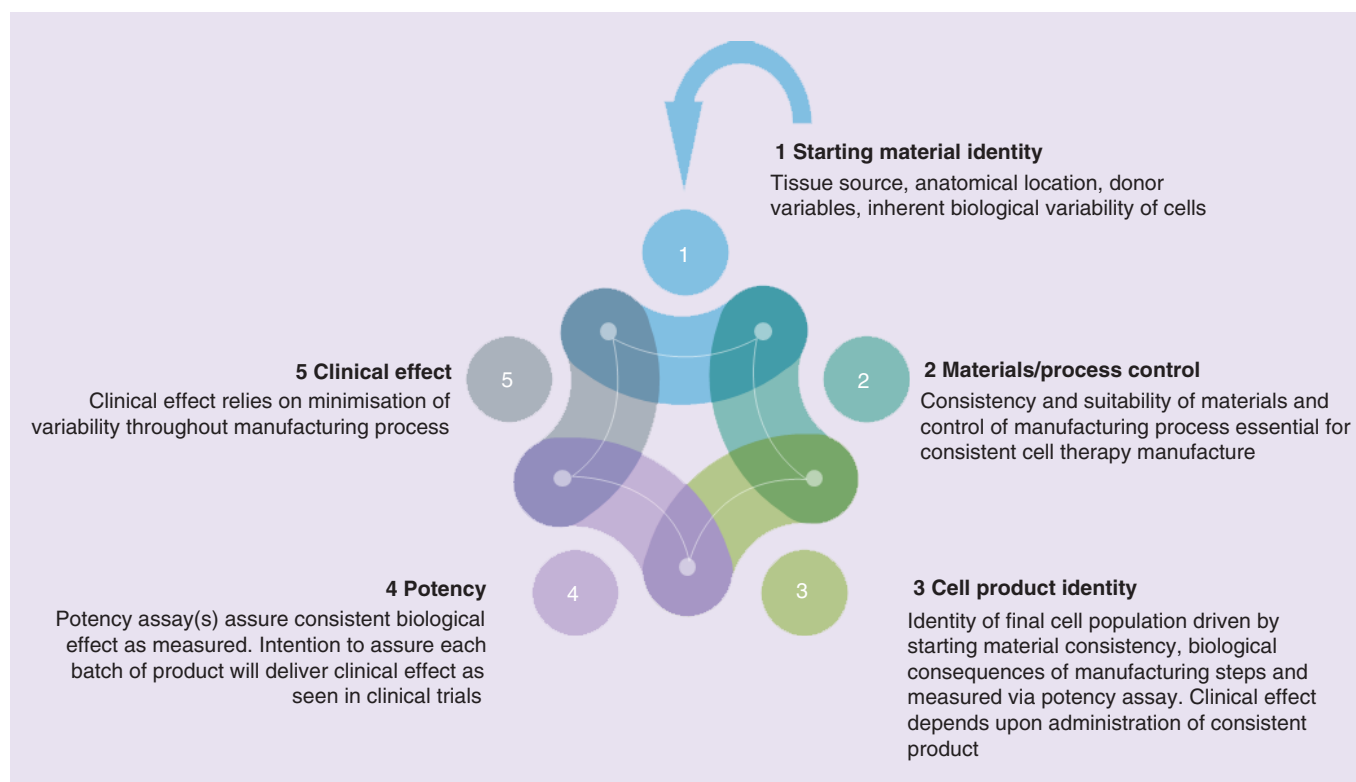 1 Starting material identity
Tissue source, anatomical location, donor
variables, inherent biological variability of cells
1
2
2 Materials/process control
Consistency and suitability of materials and
control of manufacturing process essential for
consistent cell therapy manufacture
3
3 Cell product identity
Identity of final cell population driven by
starting material consistency, biological
consequences of manufacturing steps and
measured via potency assay. Clinical effect
depends upon administration of consistent
product
4
4 Potency
Potency assay(s) assure consistent biological
effect as measured. Intention to assure each
batch of product will deliver clinical effect as
seen in clinical trials
5
5 Clinical effect
Clinical effect relies on minimisation of
variability throughout manufacturing process